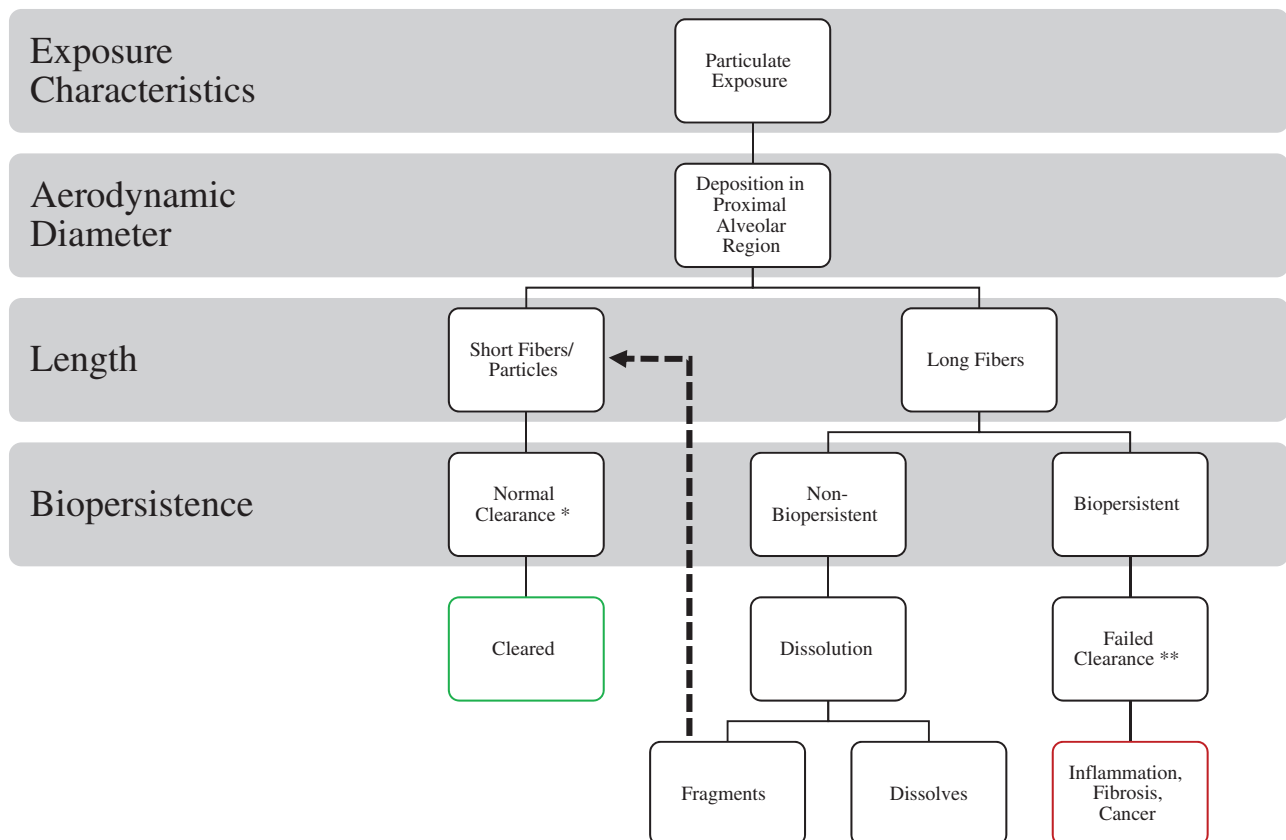 Exposure
Characteristics
Particulate
Exposure
Aerodynamic
Diameter
Deposition in
Proximal
Alveolar
Region
Length
Short Fibers/
Particles
Long Fibers
Biopersistence
Normal
Clearance *
Non-
Biopersistent
Biopersistent
Cleared
Dissolution
Failed
Clearance **
Fragments
Dissolves
Inflammation,
Fibrosis,
Cancer